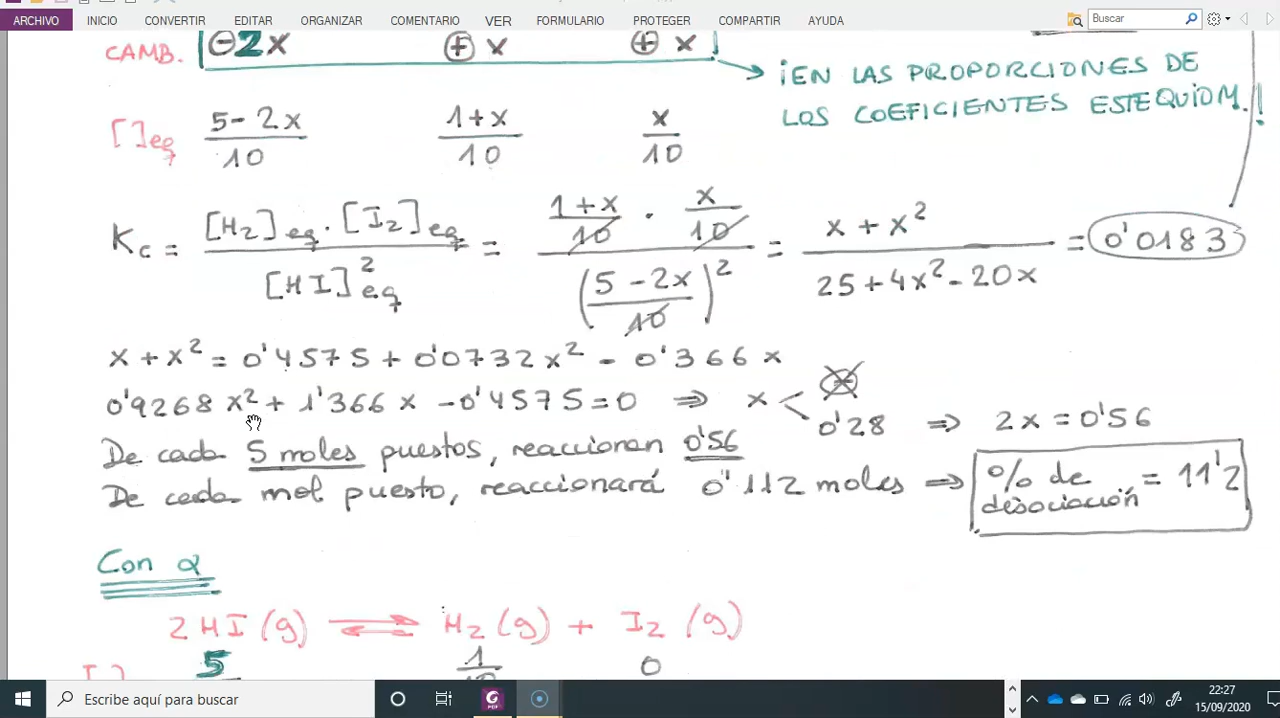 ARCHIVO INICIO CONVERTIR EDITAR ORGANIZAR COMENTARIO VER FORMULARIO PROTEGER COMPARTIR AYUDA Buscar
CAMB. ⊖2x ⊕ x ⊕ x
¡EN LAS PROPORCIONES DE
LOS COEFICIENTES ESTEQUIOM.!
[ ]eq (5-2x)/10 (1+x)/10 x/10
Kc = [H2]eq · [I2]eq / [HI]²eq = (1+x)/10 · x/10 / ((5-2x)/10)² = (x + x²)/(25 + 4x² - 20x) = 0'0183
x + x² = 0'4575 + 0'0732x² - 0'366x
0'9268x² + 1'366x - 0'4575 = 0 ⇒ x < 0'28 ⇒ 2x = 0'56
De cada 5 moles puestos, reaccionan 0'56
De cada mol puesto, reaccionará 0'112 moles ⇒ % de desociación = 11'2
Con α
2HI(g) ⇌ H2(g) + I2(g)
5 1/10 0
Escribe aquí para buscar
22:27
15/09/2020